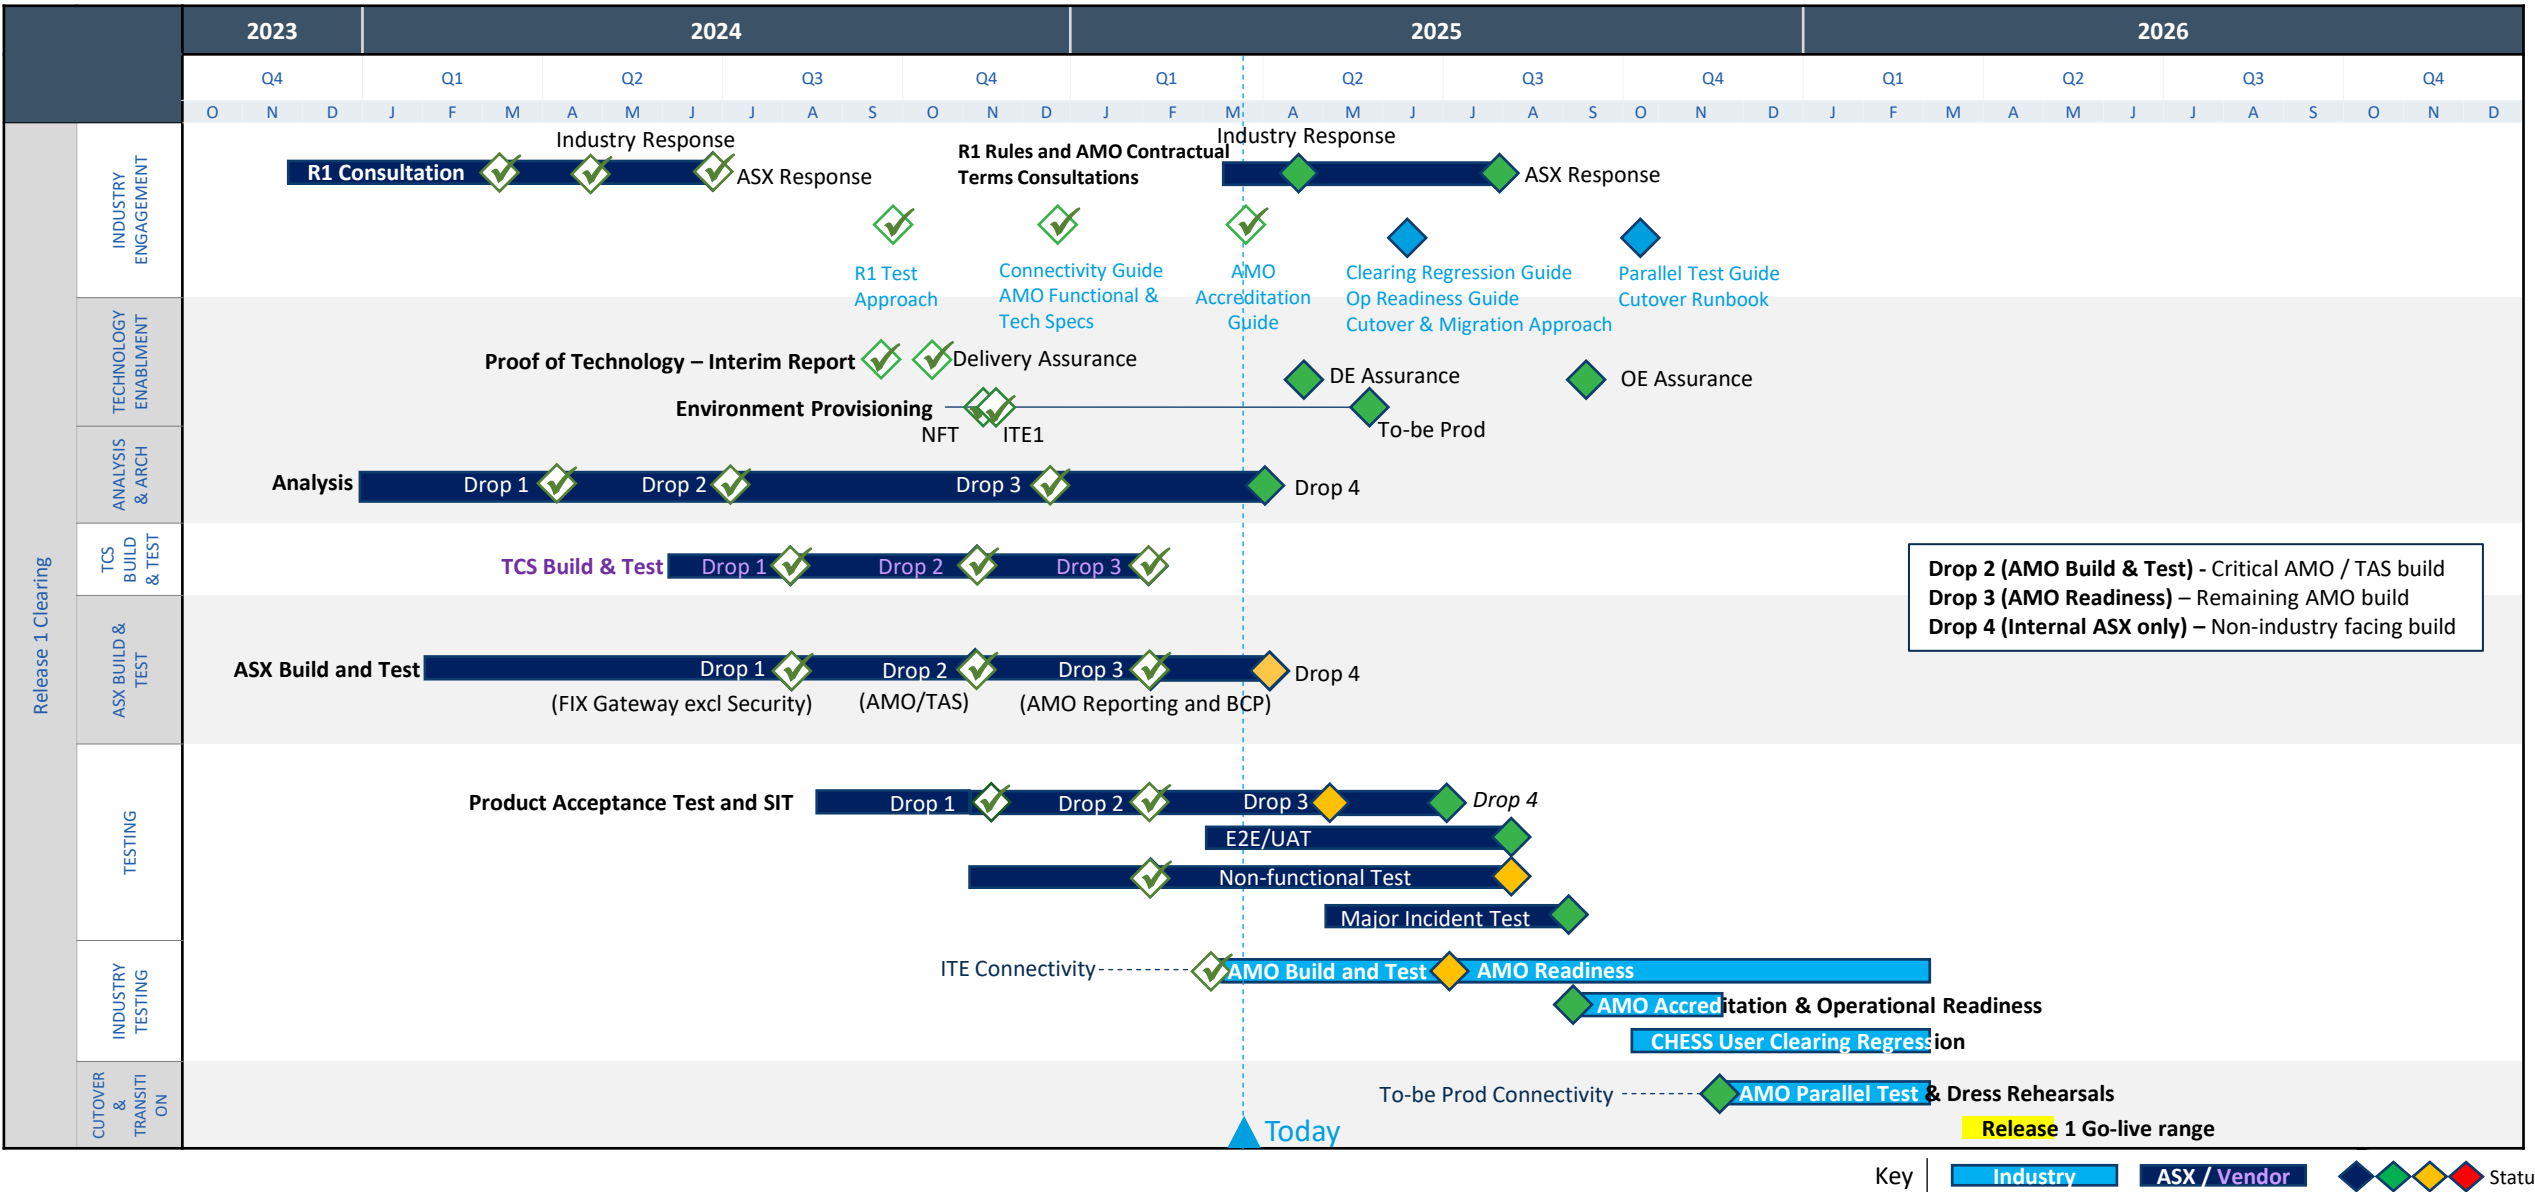 2023 2024 2025 2026
Q4 Q1 Q2 Q3 Q4 Q1 Q2 Q3 Q4 Q1 Q2 Q3 Q4
O N D J F M A M J J A S O N D J F M A M J J A S O N D J F M A M J J A S O N D
Release 1 Clearing
INDUSTRY
ENGAGEMENT
Industry Response
R1 Consultation
ASX Response
R1 Rules and AMO Contractual
Terms Consultations
Industry Response
ASX Response
R1 Test
Approach
Connectivity Guide
AMO Functional &
Tech Specs
AMO
Accreditation
Guide
Clearing Regression Guide
Op Readiness Guide
Cutover & Migration Approach
Parallel Test Guide
Cutover Runbook
TECHNOLOGY
ENABLMENT
Proof of Technology – Interim Report
Delivery Assurance
DE Assurance
OE Assurance
Environment Provisioning
NFT
ITE1
To-be Prod
ANALYSIS
& ARCH
Analysis
Drop 1
Drop 2
Drop 3
Drop 4
TCS
BUILD
& TEST
TCS Build & Test
Drop 1
Drop 2
Drop 3
Drop 2 (AMO Build & Test) - Critical AMO / TAS build
Drop 3 (AMO Readiness) – Remaining AMO build
Drop 4 (Internal ASX only) – Non-industry facing build
ASX BUILD &
TEST
ASX Build and Test
Drop 1
Drop 2
Drop 3
Drop 4
(FIX Gateway excl Security)
(AMO/TAS)
(AMO Reporting and BCP)
TESTING
Product Acceptance Test and SIT
Drop 1
Drop 2
Drop 3
Drop 4
E2E/UAT
Non-functional Test
Major Incident Test
INDUSTRY
TESTING
ITE Connectivity
AMO Build and Test
AMO Readiness
AMO Accreditation & Operational Readiness
CHESS User Clearing Regression
CUTOVER
&
TRANSITI
ON
To-be Prod Connectivity
AMO Parallel Test & Dress Rehearsals
Release 1 Go-live range
Today
Key
Industry
ASX / Vendor
Statu